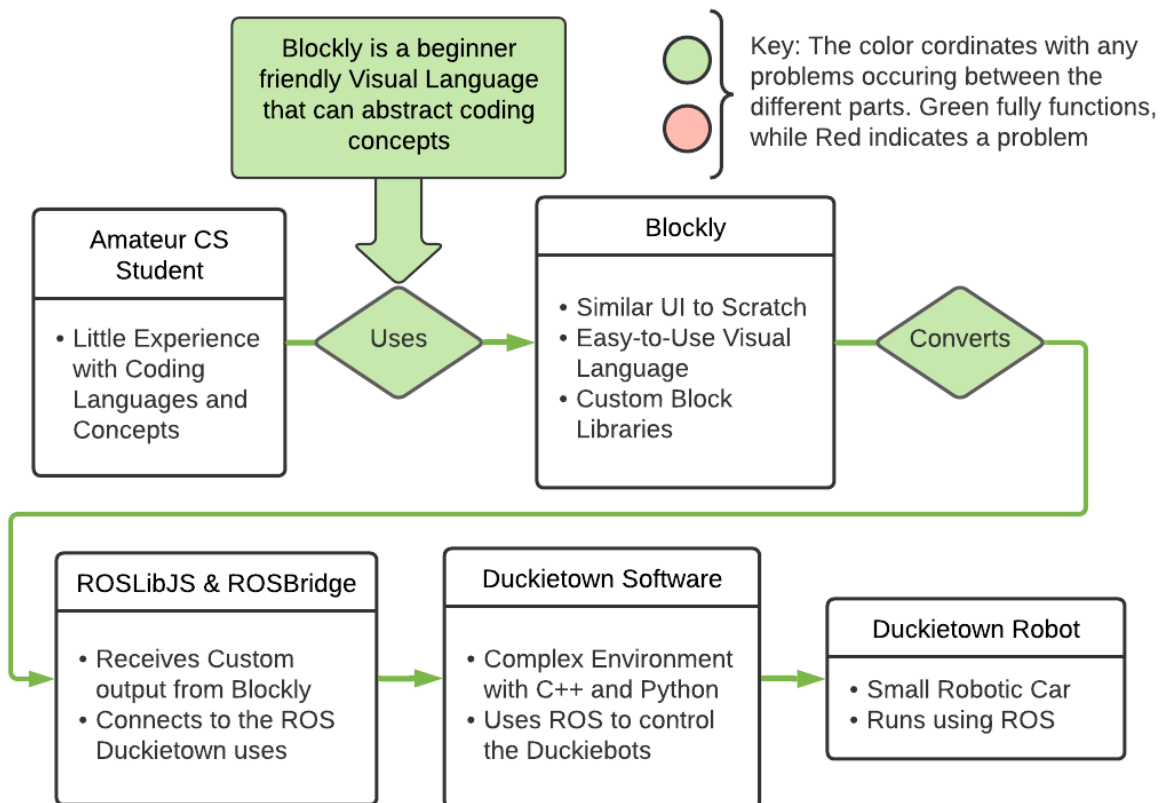 Blockly is a beginner
friendly Visual Language
that can abstract coding
concepts
Key: The color cordinates with any
problems occuring between the
different parts. Green fully functions,
while Red indicates a problem
Amateur CS
Student
• Little Experience
with Coding
Languages and
Concepts
Uses
Blockly
• Similar UI to Scratch
• Easy-to-Use Visual
Language
• Custom Block
Libraries
Converts
ROSLibJS & ROSBridge
• Receives Custom
output from Blockly
• Connects to the ROS
Duckietown uses
Duckietown Software
• Complex Environment
with C++ and Python
• Uses ROS to control
the Duckiebots
Duckietown Robot
• Small Robotic Car
• Runs using ROS